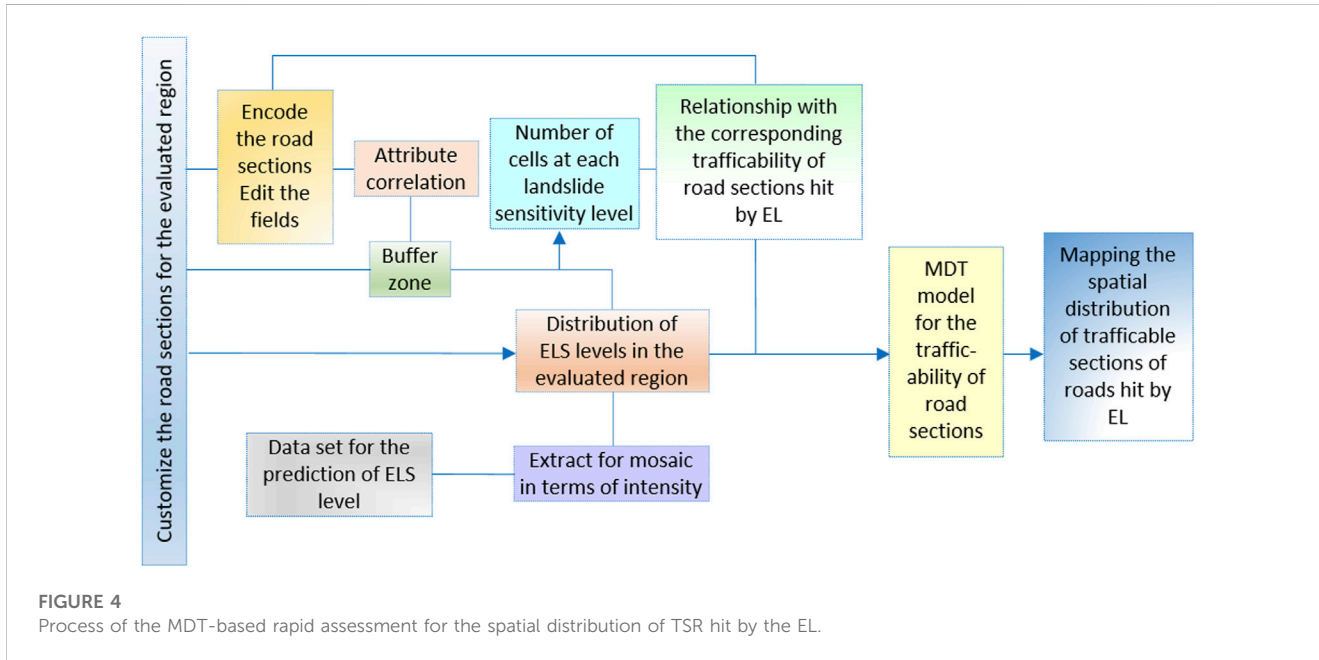 Customize the road sections for the evaluated region
Encode
the road
sections
Edit the
fields
Attribute
correlation
Buffer
zone
Number of
cells at each
landslide
sensitivity level
Relationship with
the corresponding
trafficability of
road sections hit
by EL
Distribution of
ELS levels in the
evaluated region
Data set for the
prediction of ELS
level
Extract for mosaic
in terms of intensity
MDT
model
for the
traffic-
ability of
road
sections
Mapping the
spatial
distribution
of trafficable
sections of
roads hit by
EL
FIGURE 4
Process of the MDT-based rapid assessment for the spatial distribution of TSR hit by the EL.